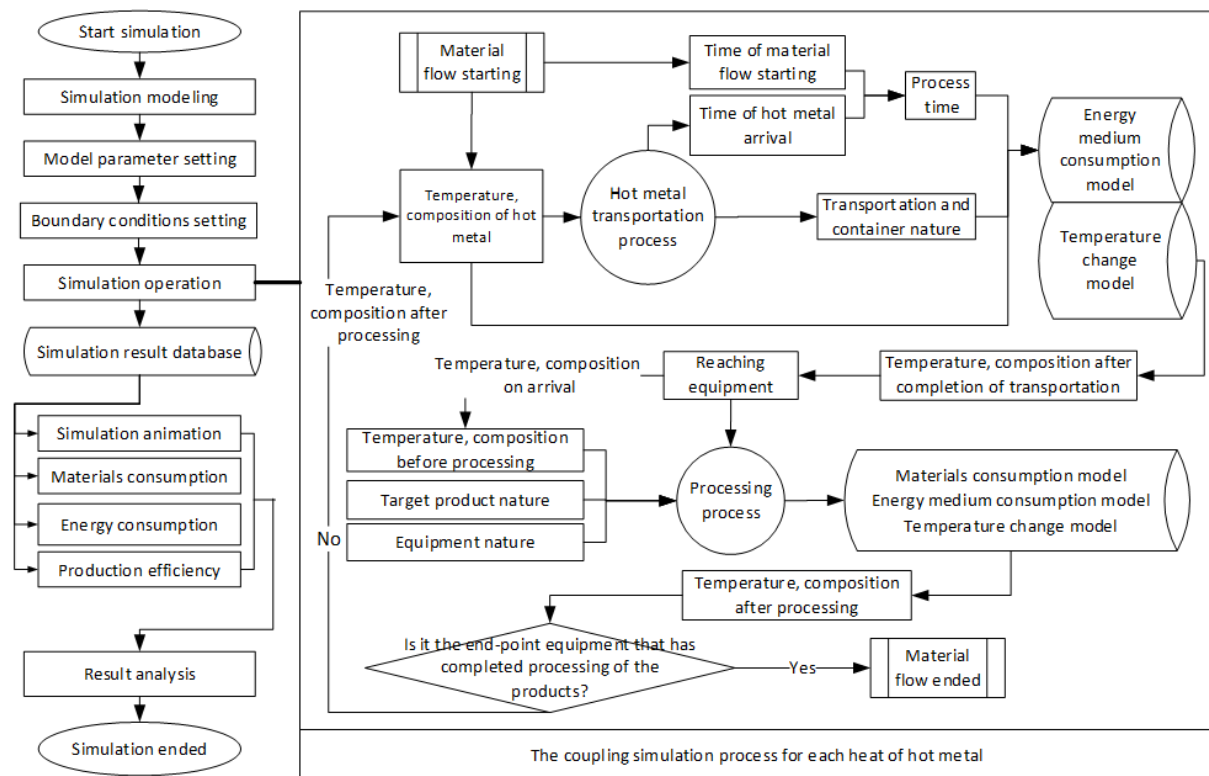 Start simulation
Simulation modeling
Model parameter setting
Boundary conditions setting
Simulation operation
Simulation result database
Simulation animation
Materials consumption
Energy consumption
Production efficiency
Result analysis
Simulation ended
Material
flow starting
Time of material
flow starting
Time of hot metal
arrival
Process
time
Energy
medium
consumption
model
Temperature,
composition of hot
metal
Hot metal
transportation
process
Transportation and
container nature
Temperature
change
model
Temperature,
composition after
processing
Temperature, composition
on arrival
Reaching
equipment
Temperature, composition after
completion of transportation
Temperature, composition
before processing
Target product nature
Equipment nature
Processing
process
Materials consumption model
Energy medium consumption model
Temperature change model
No
Temperature, composition
after processing
Is it the end-point equipment that has
completed processing of the
products?
Yes
Material
flow ended
The coupling simulation process for each heat of hot metal